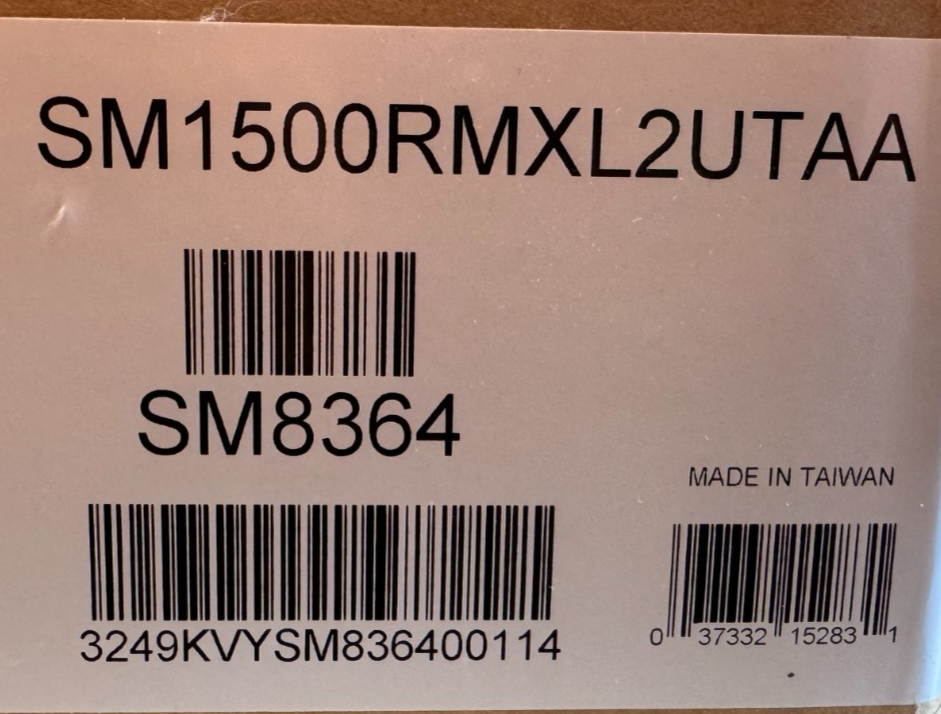 SM1500RMXL2UTAA
SM8364
MADE IN TAIWAN
3249KVYSM836400114
0 37332 15283 1